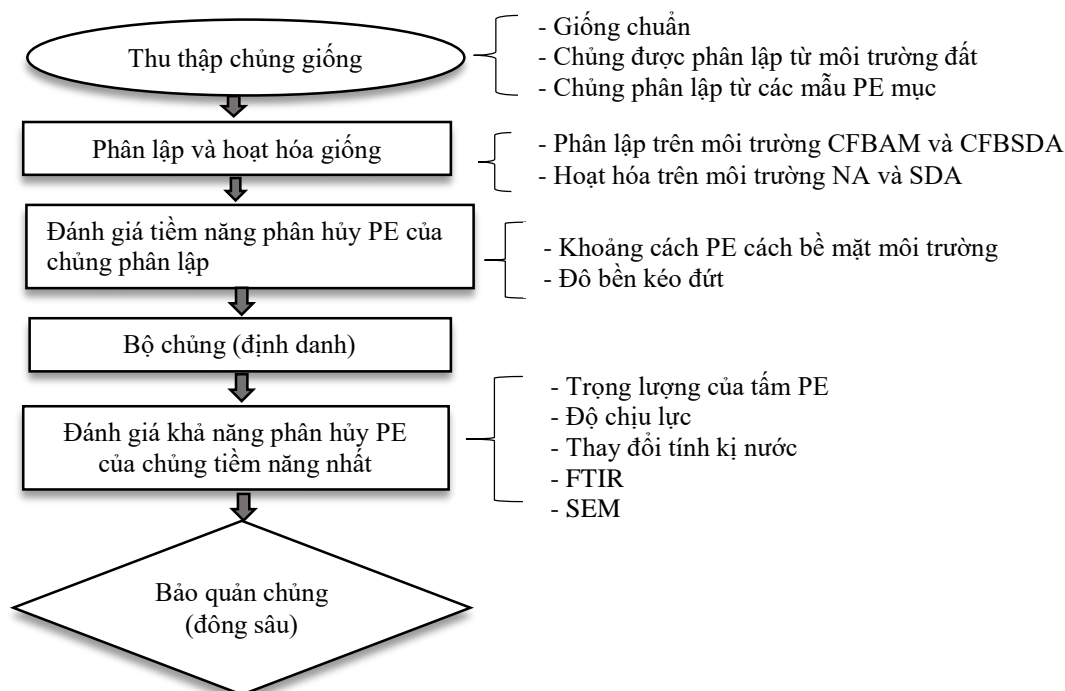 Thu thập chủng giống
- Giống chuẩn
- Chủng được phân lập từ môi trường đất
- Chủng phân lập từ các mẫu PE mục
Phân lập và hoạt hóa giống
- Phân lập trên môi trường CFBAM và CFBSDA
- Hoạt hóa trên môi trường NA và SDA
Đánh giá tiềm năng phân hủy PE của
chủng phân lập
- Khoảng cách PE cách bề mặt môi trường
- Đô bền kéo đứt
Bộ chủng (định danh)
Đánh giá khả năng phân hủy PE
của chủng tiềm năng nhất
- Trọng lượng của tấm PE
- Độ chịu lực
- Thay đổi tính kị nước
- FTIR
- SEM
Bảo quản chủng
(đông sâu)